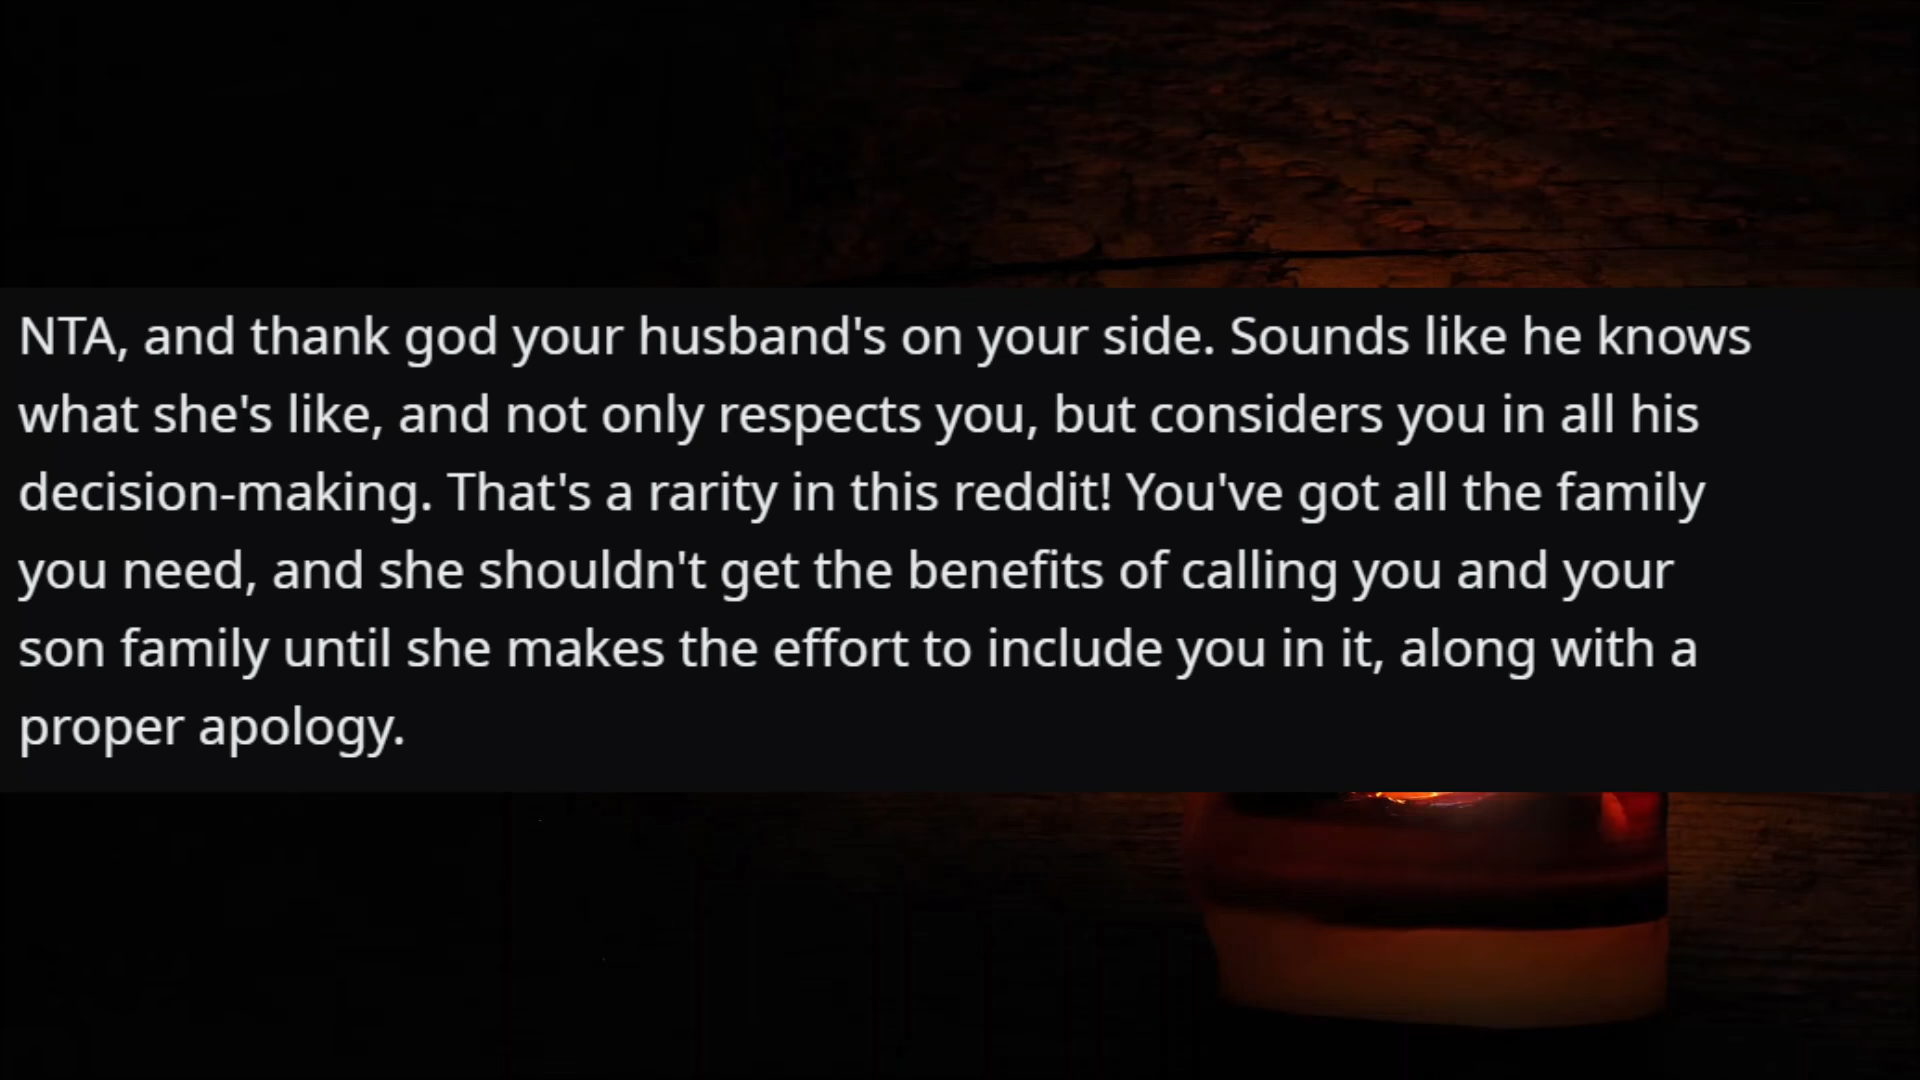 NTA, and thank god your husband's on your side. Sounds like he knows
what she's like, and not only respects you, but considers you in all his
decision-making. That's a rarity in this reddit! You've got all the family
you need, and she shouldn't get the benefits of calling you and your
son family until she makes the effort to include you in it, along with a
proper apology.